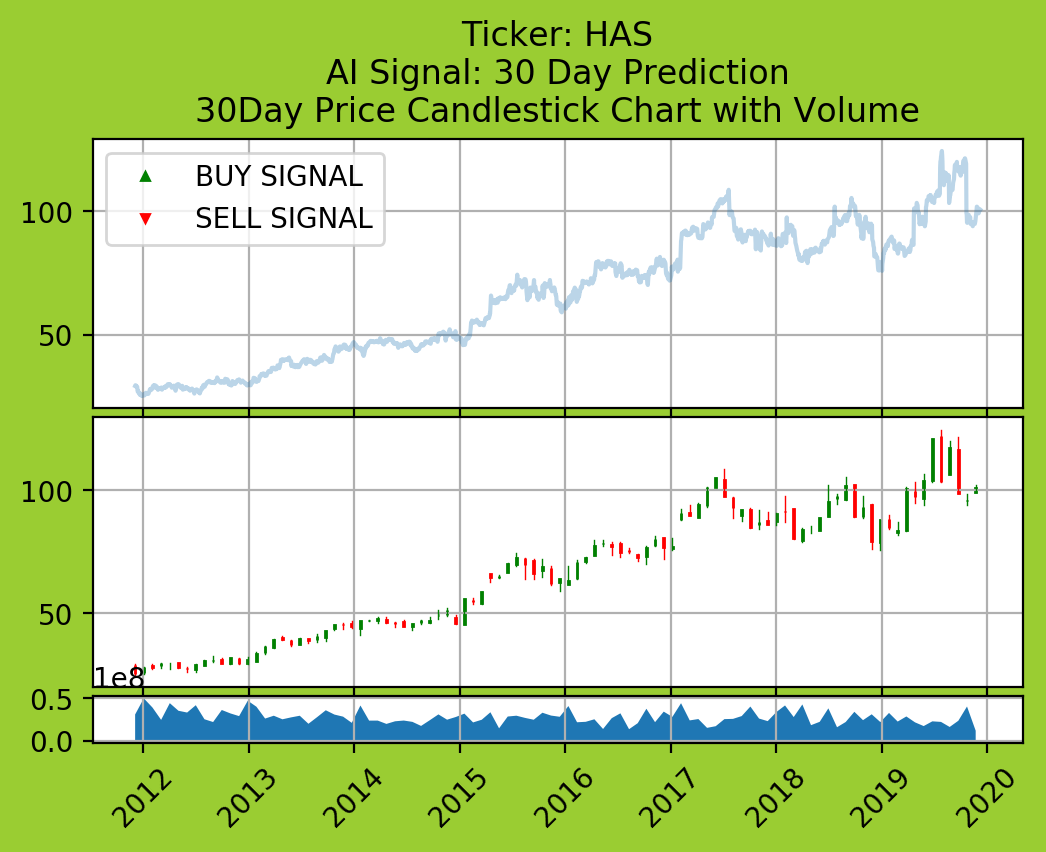 Ticker: HAS
AI Signal: 30 Day Prediction
30Day Price Candlestick Chart with Volume
BUY SIGNAL
SELL SIGNAL
100
50
100
50
1e8
0.5
0.0
2012 2013 2014 2015 2016 2017 2018 2019 2020